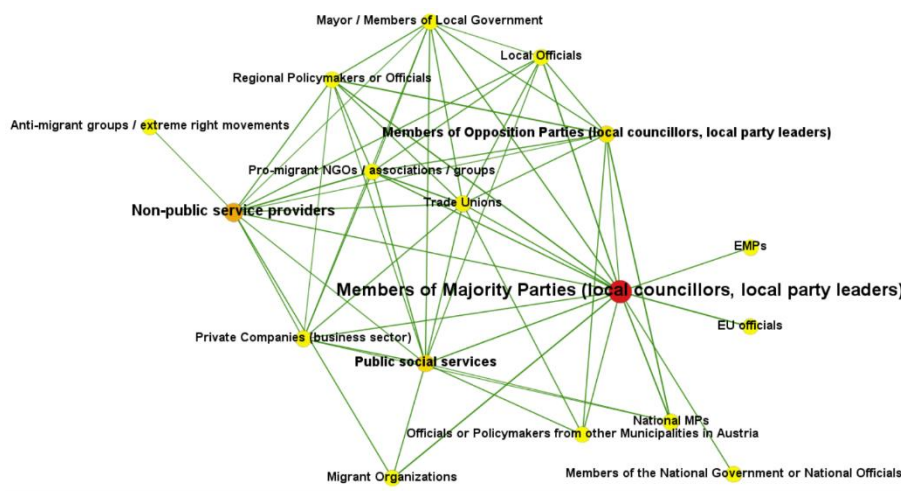 Mayor / Members of Local Government
Local Officials
Regional Policymakers or Officials
Anti-migrant groups / extreme right movements
Members of Opposition Parties (local councillors, local party leaders)
Pro-migrant NGOs / associations / groups
Trade Unions
Non-public service providers
EMPs
Members of Majority Parties (local councillors, local party leaders)
EU officials
Private Companies (business sector)
Public social services
National MPs
Officials or Policymakers from other Municipalities in Austria
Migrant Organizations
Members of the National Government or National Officials